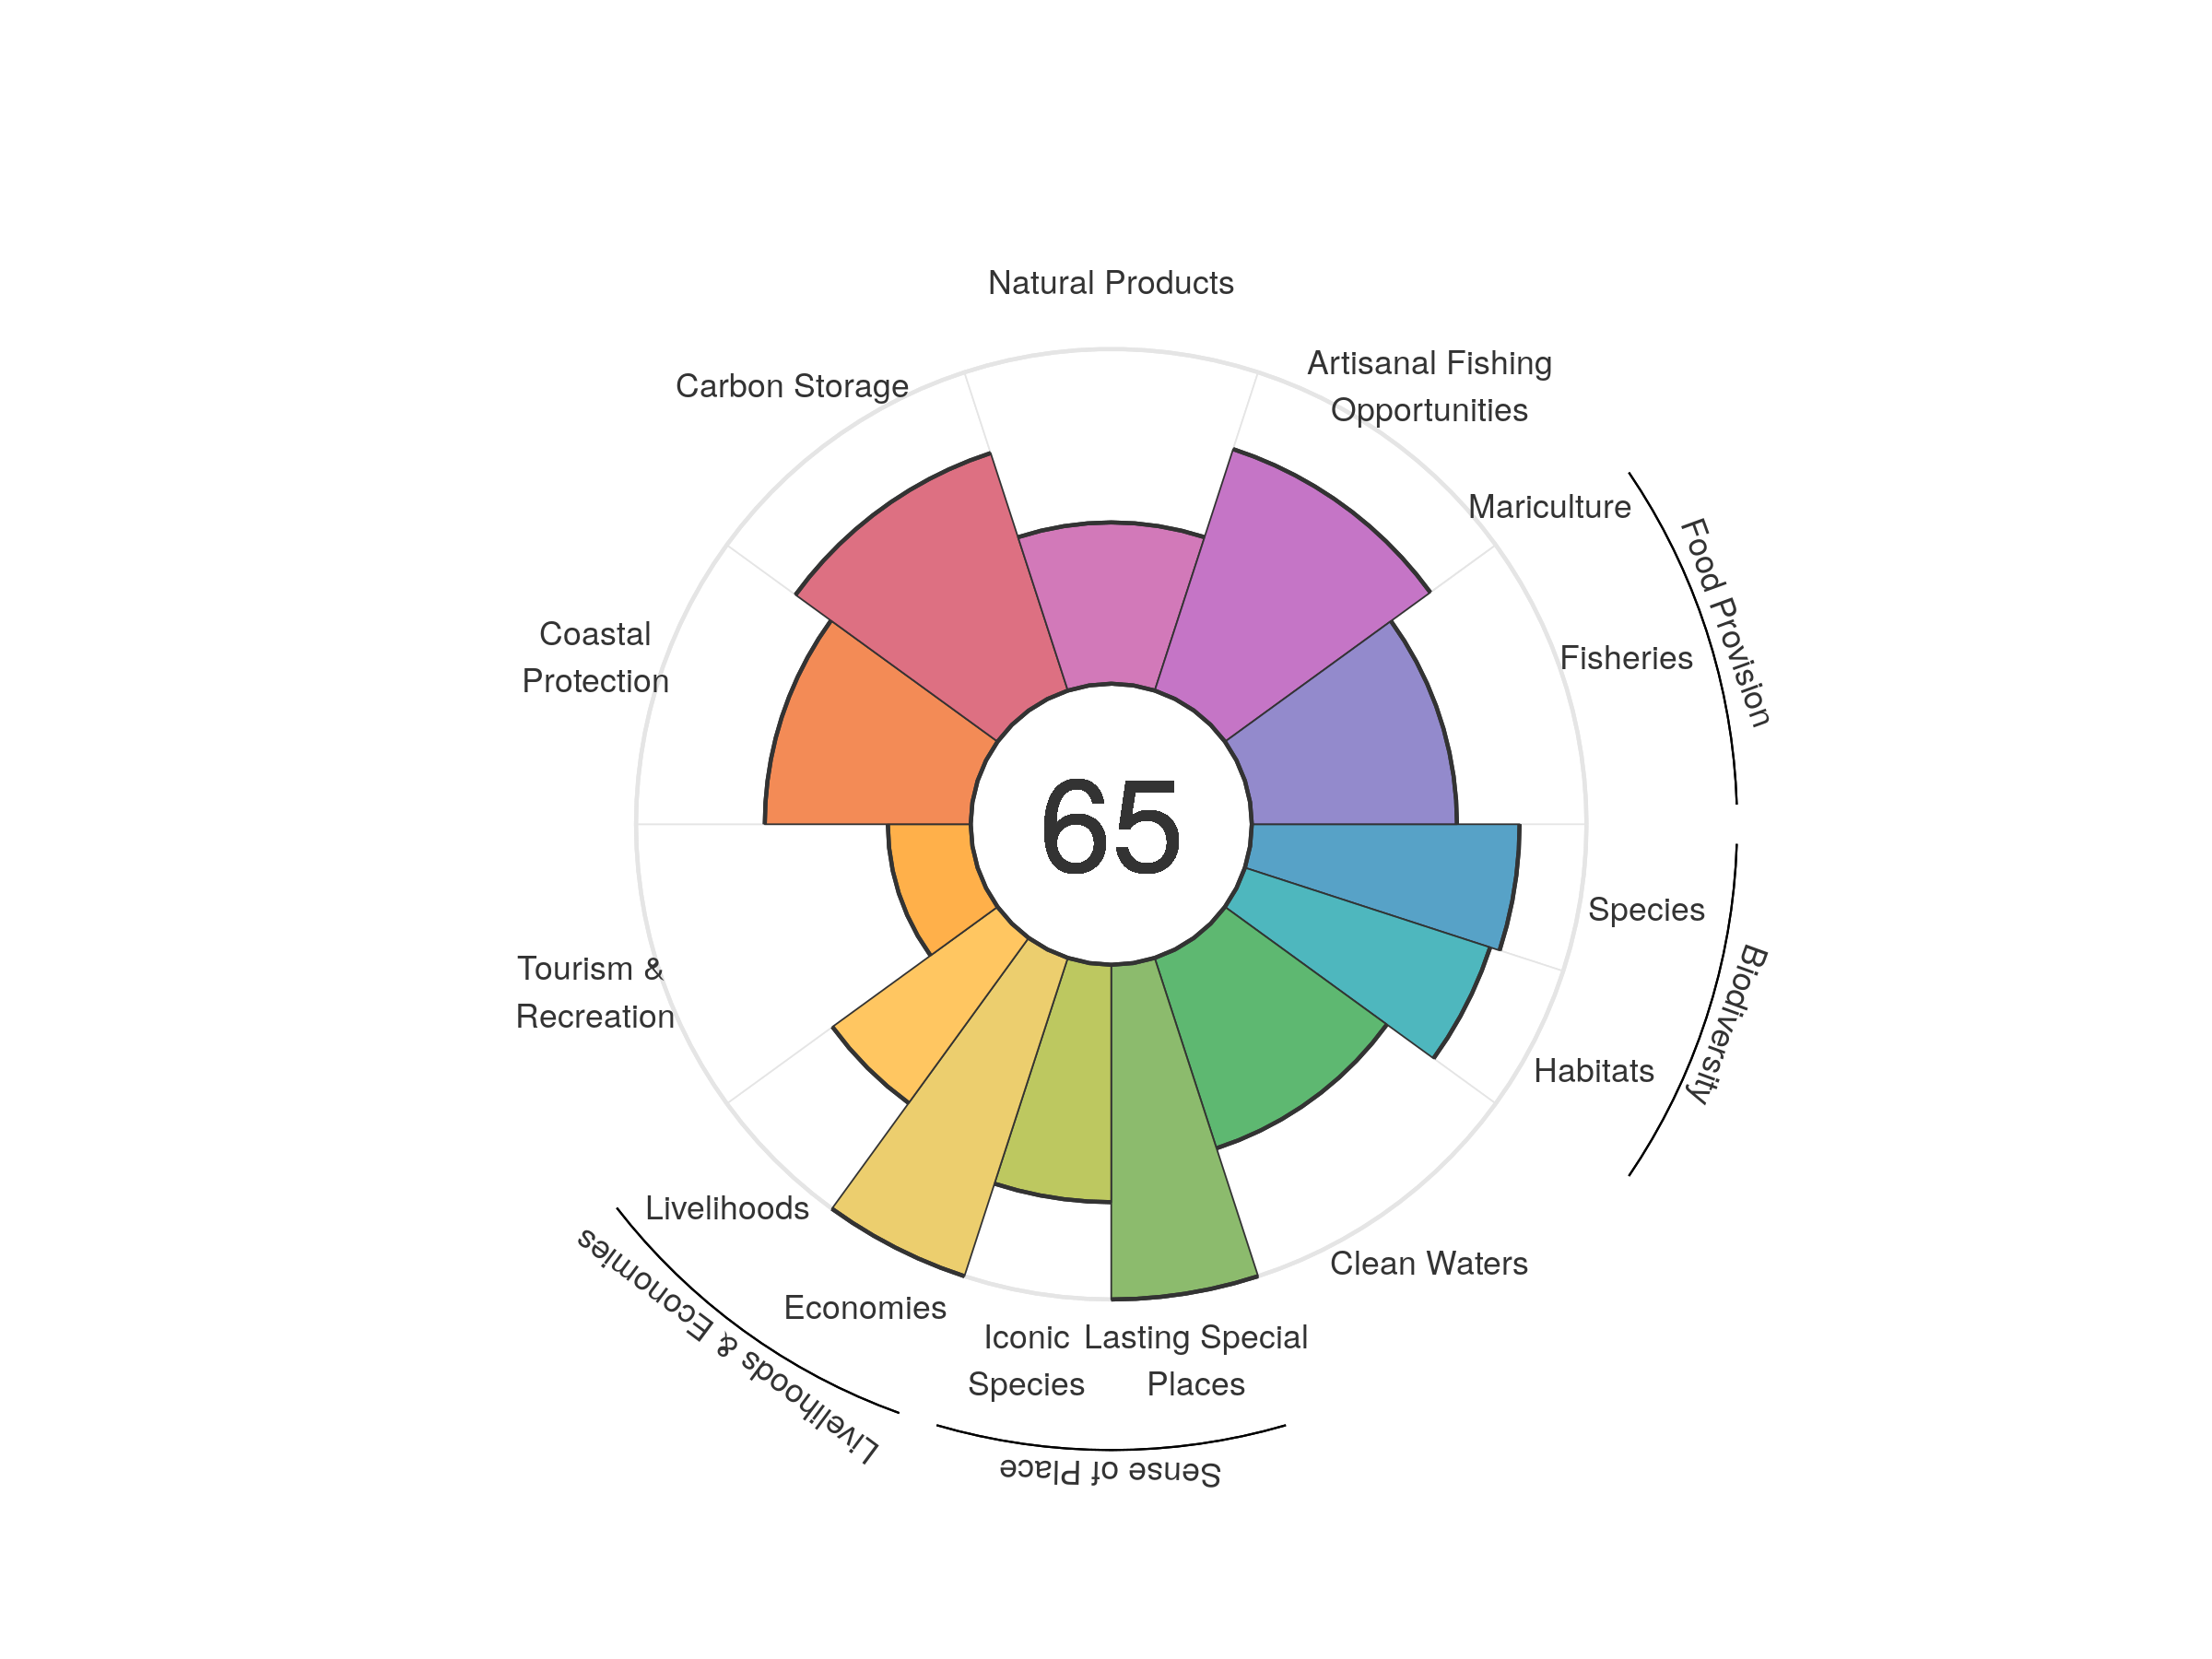 Natural Products
Artisanal Fishing
Opportunities
Carbon Storage
Mariculture
Food Provision
Fisheries
Coastal
Protection
65
Species
Biodiversity
Habitats
Tourism &
Recreation
Livelihoods
Livelihoods & Economies
Economies
Clean Waters
Iconic
Species
Lasting Special
Places
Sense of Place